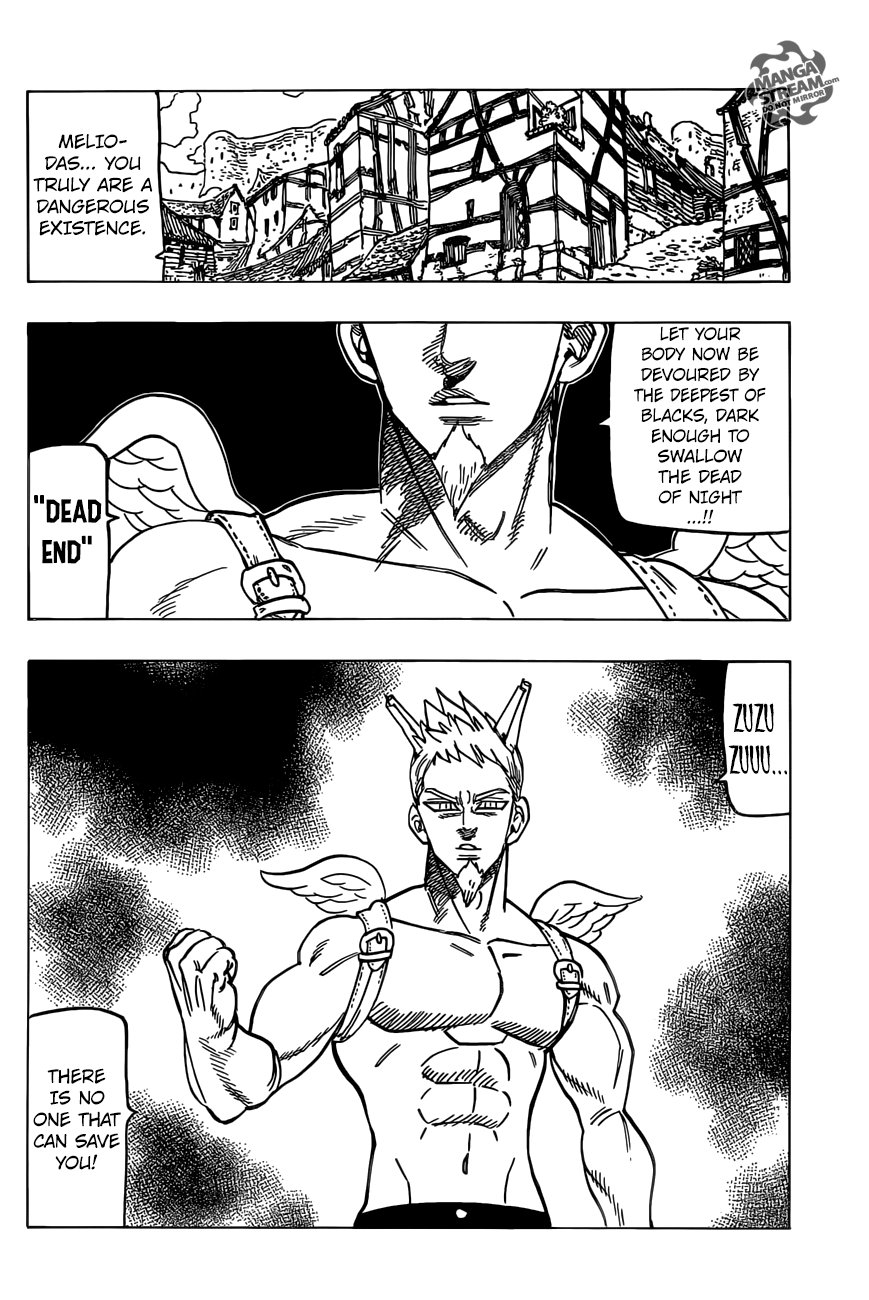 MANGA
STREAM.com
DO NOT MIRROR
MELIO-
DAS... YOU
TRULY ARE A
DANGEROUS
EXISTENCE.
LET YOUR
BODY NOW BE
DEVOURED BY
THE DEEPEST OF
BLACKS, DARK
ENOUGH TO
SWALLOW
THE DEAD
OF NIGHT
...!!
"DEAD
END"
ZUZU
ZUUU...
THERE
IS NO
ONE THAT
CAN SAVE
YOU!